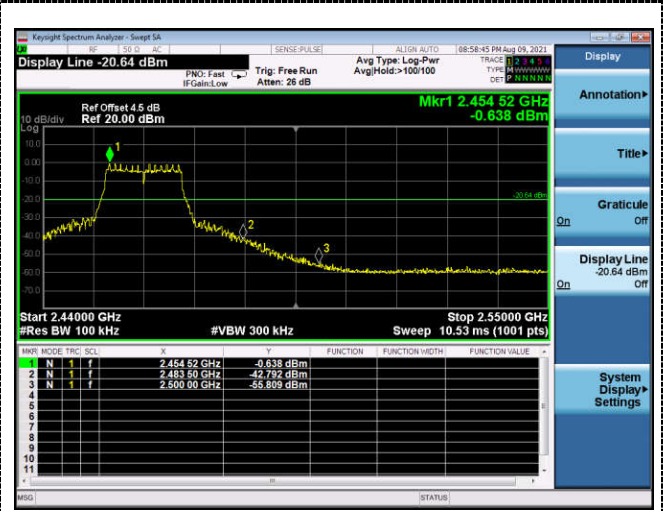 Keysight Spectrum Analyzer - Swept SA
RF 50 Ω AC SENSE:PULSE ALIGN AUTO 08:58:45 PM Aug 09, 2021
Display Line -20.64 dBm
PNO: Fast
IFGain:Low
Trig: Free Run
Atten: 26 dB
Avg Type: Log-Pwr
Avg|Hold:>100/100
TRACE 1 2 3 4 5 6
TYPE M WWWWW
DET P NNNNN
Display
Mkr1 2.454 52 GHz
-0.638 dBm
Ref Offset 4.5 dB
10 dB/div Ref 20.00 dBm
Log
10.0
0.00
-10.0
-20.0
-30.0
-40.0
-50.0
-60.0
-70.0
1
2
3
-20.64 dBm
Start 2.44000 GHz Stop 2.55000 GHz
#Res BW 100 kHz #VBW 300 kHz Sweep 10.53 ms (1001 pts)
MKR MODE TRC SCL X Y FUNCTION FUNCTION WIDTH FUNCTION VALUE
1 N 1 f 2.454 52 GHz -0.638 dBm
2 N 1 f 2.483 50 GHz -42.792 dBm
3 N 1 f 2.500 00 GHz -55.809 dBm
4
5
6
7
8
9
10
11
MSG STATUS
Annotation
Title
Graticule
On Off
Display Line
-20.64 dBm
On Off
System
Display
Settings